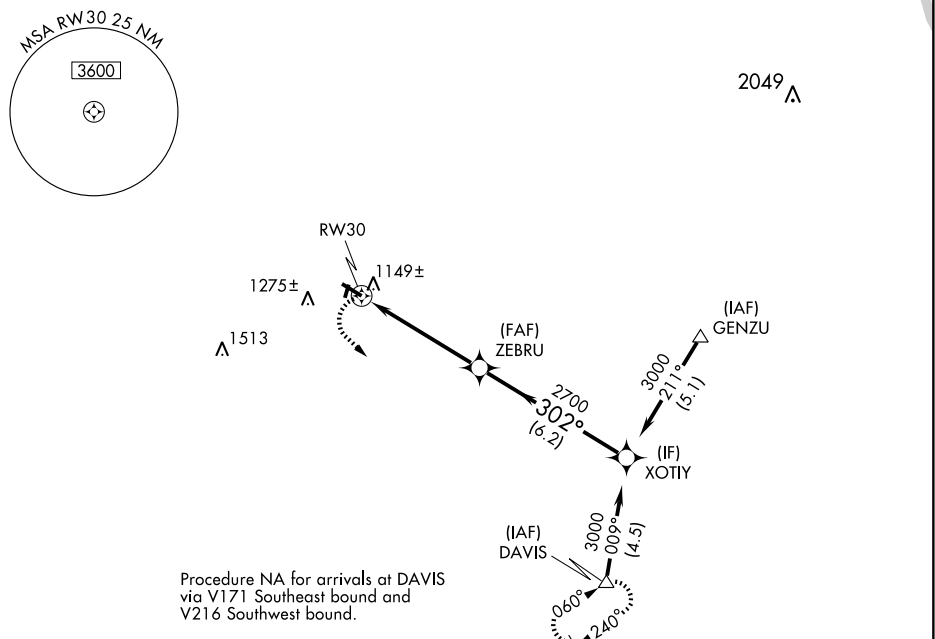 MSA RW30 25 NM
3600
2049
RW30
1149±
1275±
1513
(FAF)
ZEBRU
(IAF)
GENZU
3000
211°
(5.1)
2700
302°
(6.2)
(IF)
XOTIY
3000
009°
(4.5)
(IAF)
DAVIS
060°
240°
Procedure NA for arrivals at DAVIS
via V171 Southeast bound and
V216 Southwest bound.